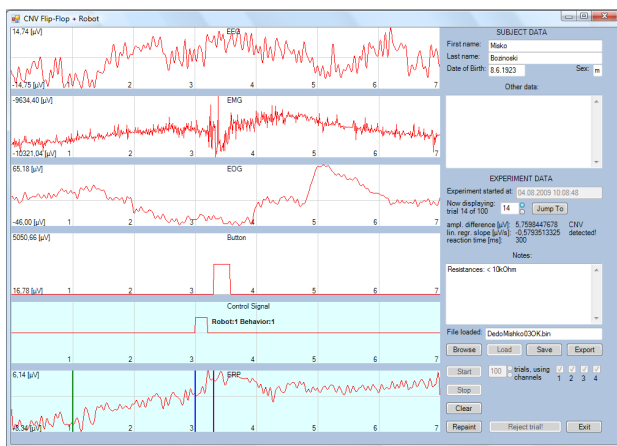 CNV Flip-Flop + Robot
14,74 [µV]
EEG
-14,75 [µV] 1 2 3 4 5 6 7
-9634,40 [µV]
EMG
-10321,04 [µV] 1 2 3 4 5 6 7
65,18 [µV]
EOG
-46,00 [µV] 1 2 3 4 5 6 7
5050,66 [µV]
Button
16,78 [µV] 1 2 3 4 5 6 7
Control Signal
Robot:1 Behavior:1
1 2 3 4 5 6 7
6,14 [µV]
ERP
-8,34 [µV] 1 2 3 4 5 6 7
SUBJECT DATA
First name: Misko
Last name: Bozinoski
Date of Birth: 8.6.1923 Sex: m
Other data:
EXPERIMENT DATA
Experiment started at: 04.08.2009 10:08:48
Now displaying:
trial 14 of 100 14 Jump To
ampl. difference [µV]: 5,7598447678 CNV
lin. regr. slope [µV/s]: -0,5793513325 detected!
reaction time [ms]: 300
Notes:
Resistances: < 10kOhm
File loaded: DedoMishko03OK.bin
Browse Load Save Export
Start 100 trials, using
channels 1 2 3 4
Stop
Clear
Repaint Reject trial! Exit